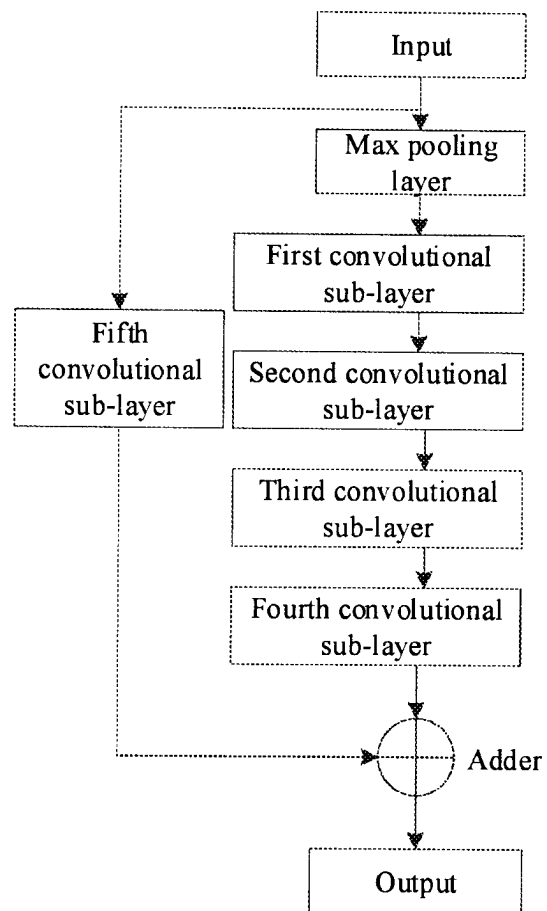 Input
Max pooling
layer
First convolutional
sub-layer
Fifth
convolutional
sub-layer
Second convolutional
sub-layer
Third convolutional
sub-layer
Fourth convolutional
sub-layer
Adder
Output